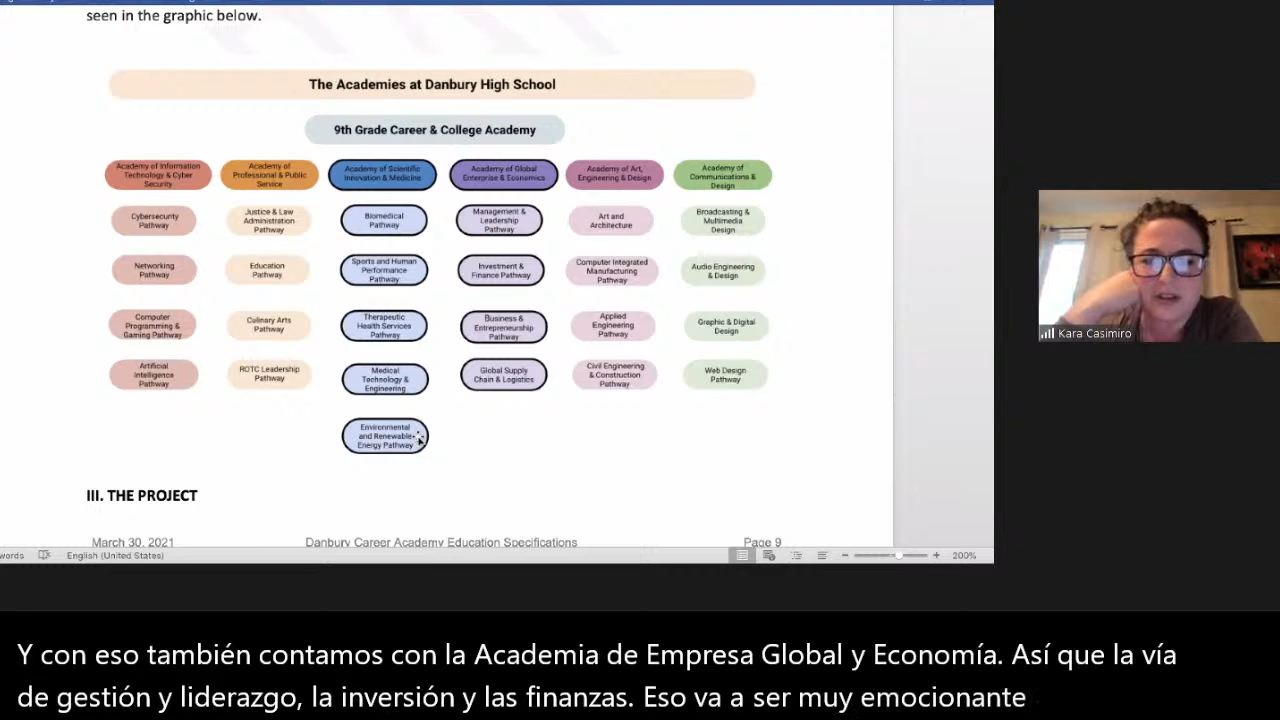 seen in the graphic below.
The Academies at Danbury High School
9th Grade Career & College Academy
Academy of Information
Technology & Cyber
Security
Academy of
Professional & Public
Service
Academy of Scientific
Innovation & Medicine
Academy of Global
Enterprise & Economics
Academy of Art,
Engineering & Design
Academy of
Communications &
Design
Cybersecurity
Pathway
Justice & Law
Administration
Pathway
Biomedical
Pathway
Management &
Leadership
Pathway
Art and
Architecture
Broadcasting &
Multimedia
Design
Networking
Pathway
Education
Pathway
Sports and Human
Performance
Pathway
Investment &
Finance Pathway
Computer Integrated
Manufacturing
Pathway
Audio Engineering
& Design
Computer
Programming &
Gaming Pathway
Culinary Arts
Pathway
Therapeutic
Health Services
Pathway
Business &
Entrepreneurship
Pathway
Applied
Engineering
Pathway
Graphic & Digital
Design
Artificial
Intelligence
Pathway
ROTC Leadership
Pathway
Medical
Technology &
Engineering
Global Supply
Chain & Logistics
Civil Engineering
& Construction
Pathway
Web Design
Pathway
Environmental
and Renewable
Energy Pathway
III. THE PROJECT
March 30, 2021 Danbury Career Academy Education Specifications Page 9
words English (United States) 200%
Kara Casimiro
Y con eso también contamos con la Academia de Empresa Global y Economía. Así que la vía
de gestión y liderazgo, la inversión y las finanzas. Eso va a ser muy emocionante